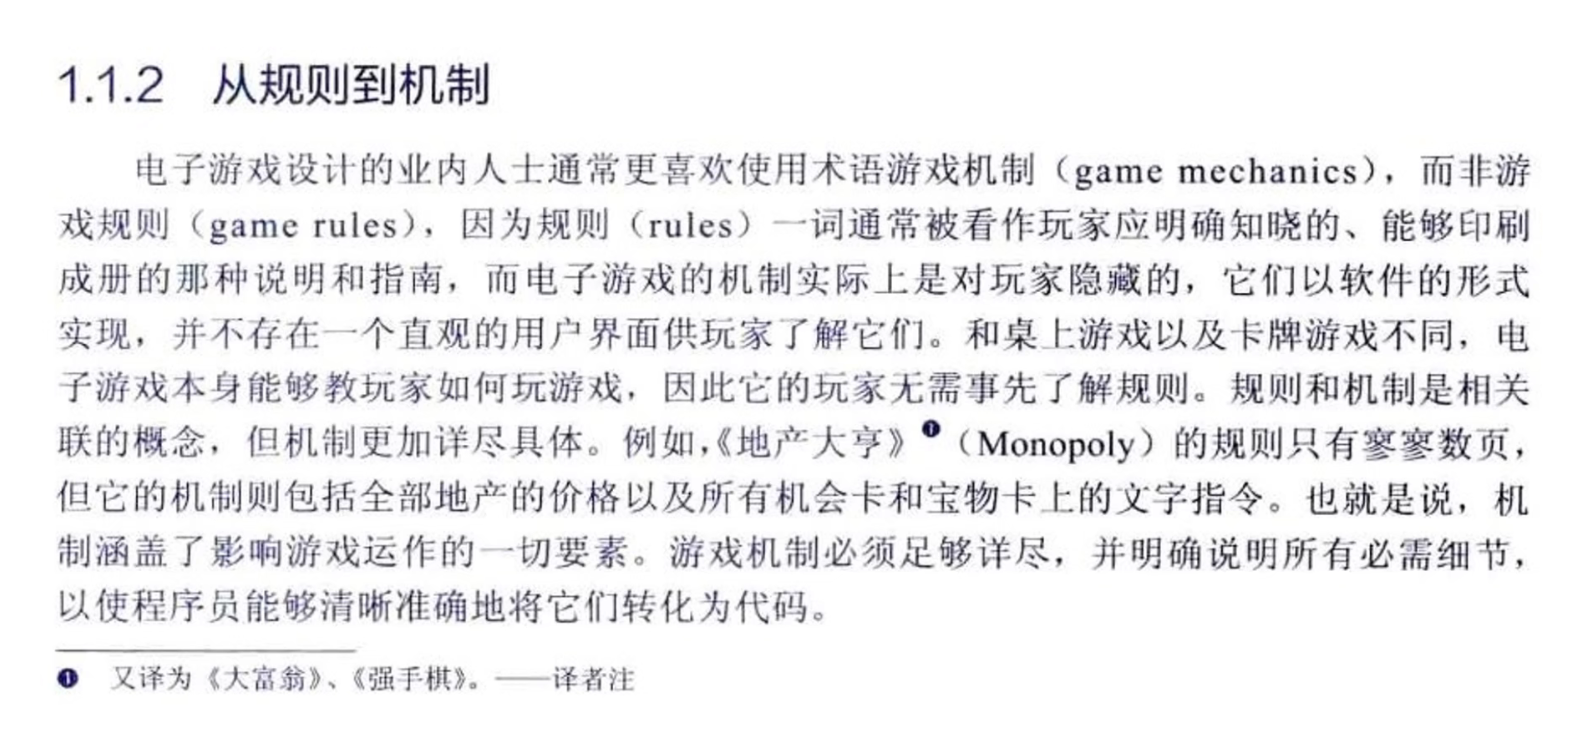 1.1.2 从规则到机制
电子游戏设计的业内人士通常更喜欢使用术语游戏机制（game mechanics），而非游
戏规则（game rules），因为规则（rules）一词通常被看作玩家应明确知晓的、能够印刷
成册的那种说明和指南，而电子游戏的机制实际上是对玩家隐藏的，它们以软件的形式
实现，并不存在一个直观的用户界面供玩家了解它们。和桌上游戏以及卡牌游戏不同，电
子游戏本身能够教玩家如何玩游戏，因此它的玩家无需事先了解规则。规则和机制是相关
联的概念，但机制更加详尽具体。例如，《地产大亨》❶（Monopoly）的规则只有寥寥数页，
但它的机制则包括全部地产的价格以及所有机会卡和宝物卡上的文字指令。也就是说，机
制涵盖了影响游戏运作的一切要素。游戏机制必须足够详尽，并明确说明所有必需细节，
以使程序员能够清晰准确地将它们转化为代码。
❶ 又译为《大富翁》、《强手棋》。——译者注